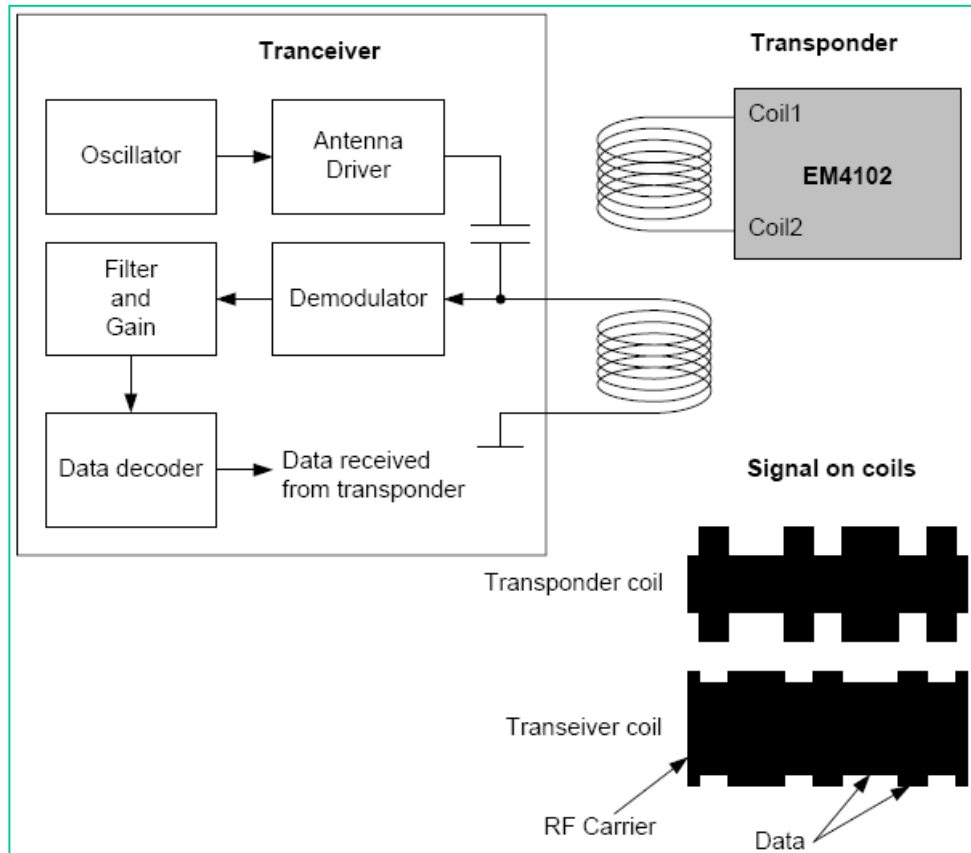 Tranceiver
Transponder
Oscillator
Antenna
Driver
Coil1
EM4102
Coil2
Filter
and
Gain
Demodulator
Data decoder
Data received
from transponder
Signal on coils
Transponder coil
Transeiver coil
RF Carrier
Data